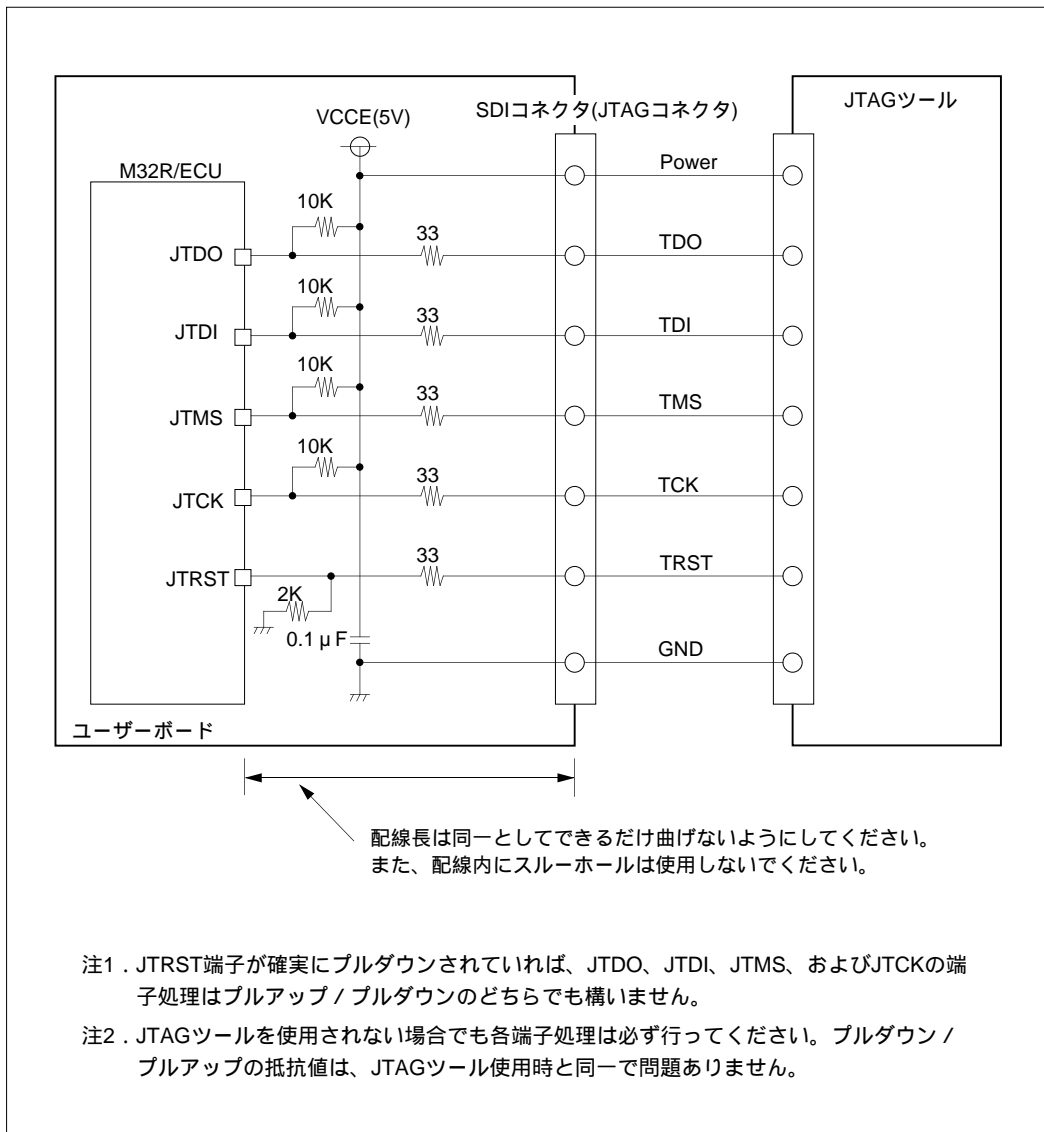 VCCE(5V)
SDIコネクタ(JTAGコネクタ)
JTAGツール
M32R/ECU
Power
10K
33
JTDO
TDO
10K
33
JTDI
TDI
10K
33
JTMS
TMS
10K
33
JTCK
TCK
33
JTRST
TRST
2K
0.1μF
GND
ユーザーボード
配線長は同一としてできるだけ曲げないようにしてください。
また、配線内にスルーホールは使用しないでください。
注1．JTRST端子が確実にプルダウンされていれば、JTDO、JTDI、JTMS、およびJTCKの端
子処理はプルアップ / プルダウンのどちらでも構いません。
注2．JTAGツールを使用されない場合でも各端子処理は必ず行ってください。プルダウン /
プルアップの抵抗値は、JTAGツール使用時と同一で問題ありません。